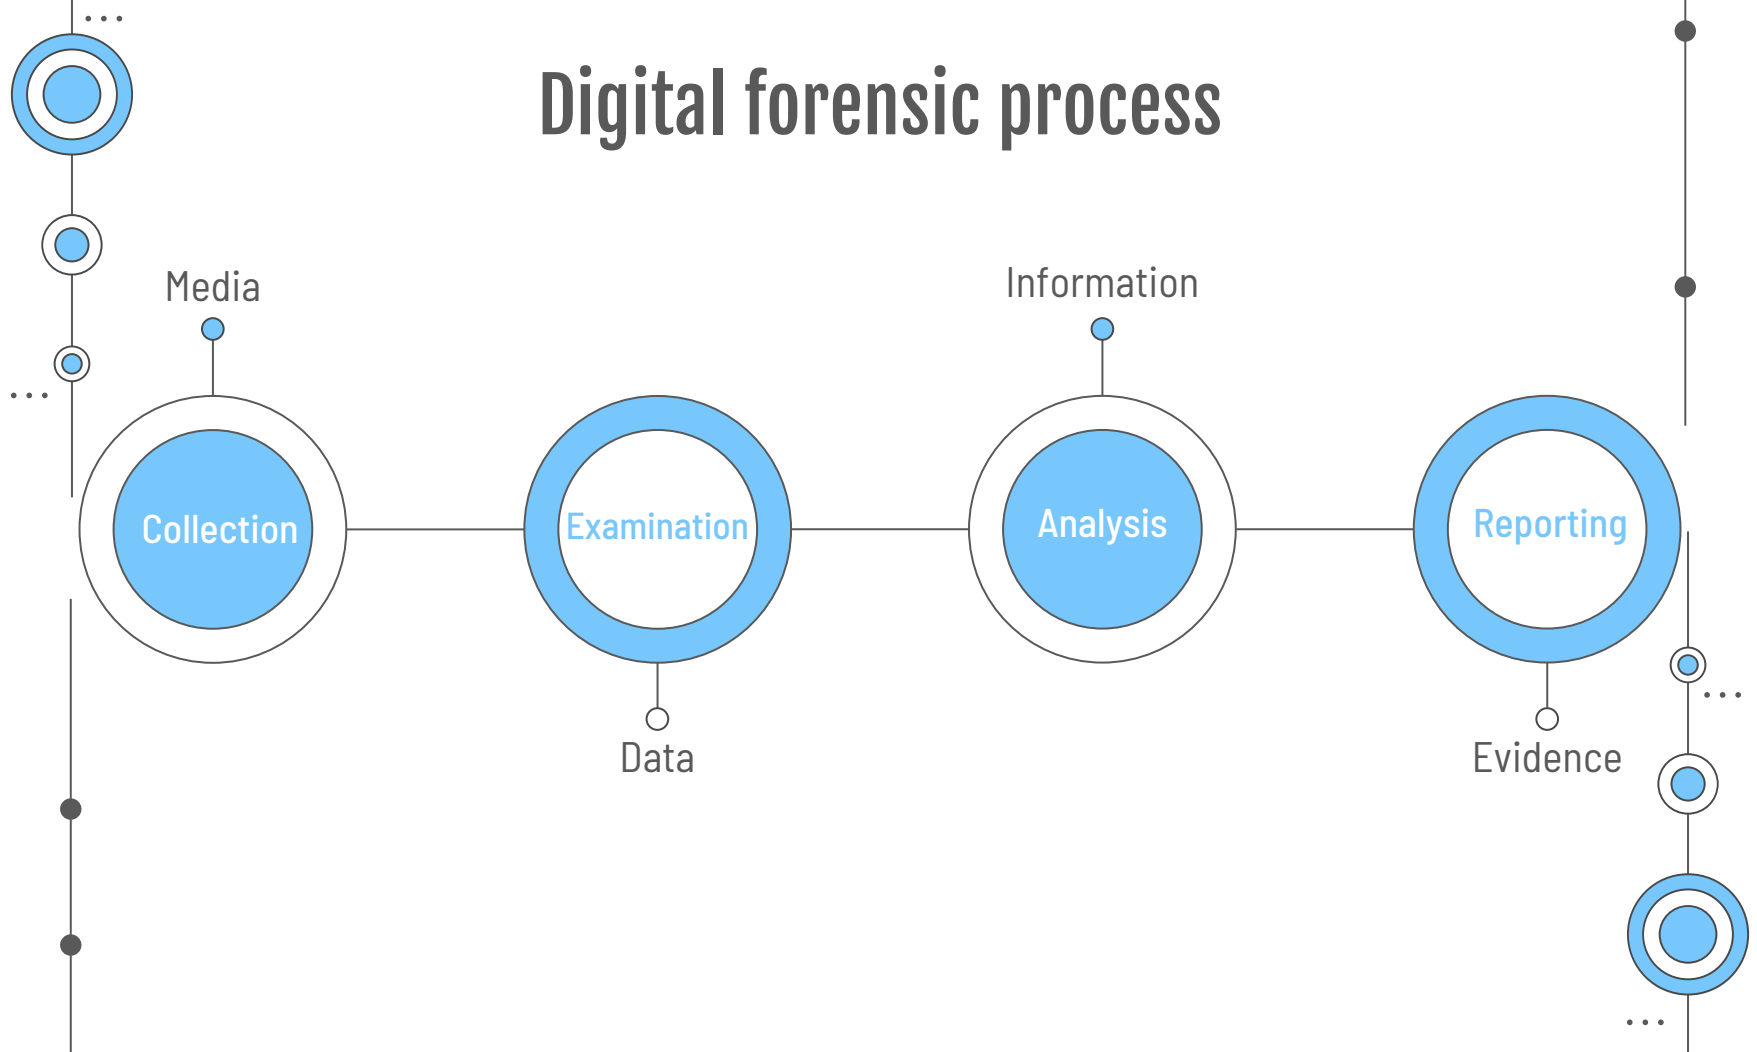 Digital forensic process
Media
Information
Collection
Examination
Analysis
Reporting
Data
Evidence